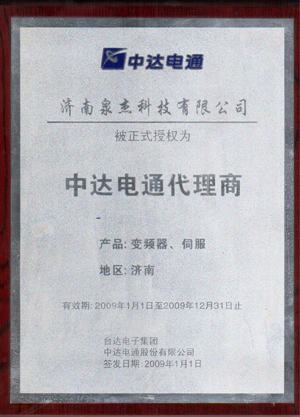 中达电通
济南泉杰科技有限公司
被正式授权为
中达电通代理商
产品: 变频器、伺服
地区: 济南
有效期: 2009年1月1日至2009年12月31日止
台达电子集团
中达电通股份有限公司
签发日期: 2009年1月1日